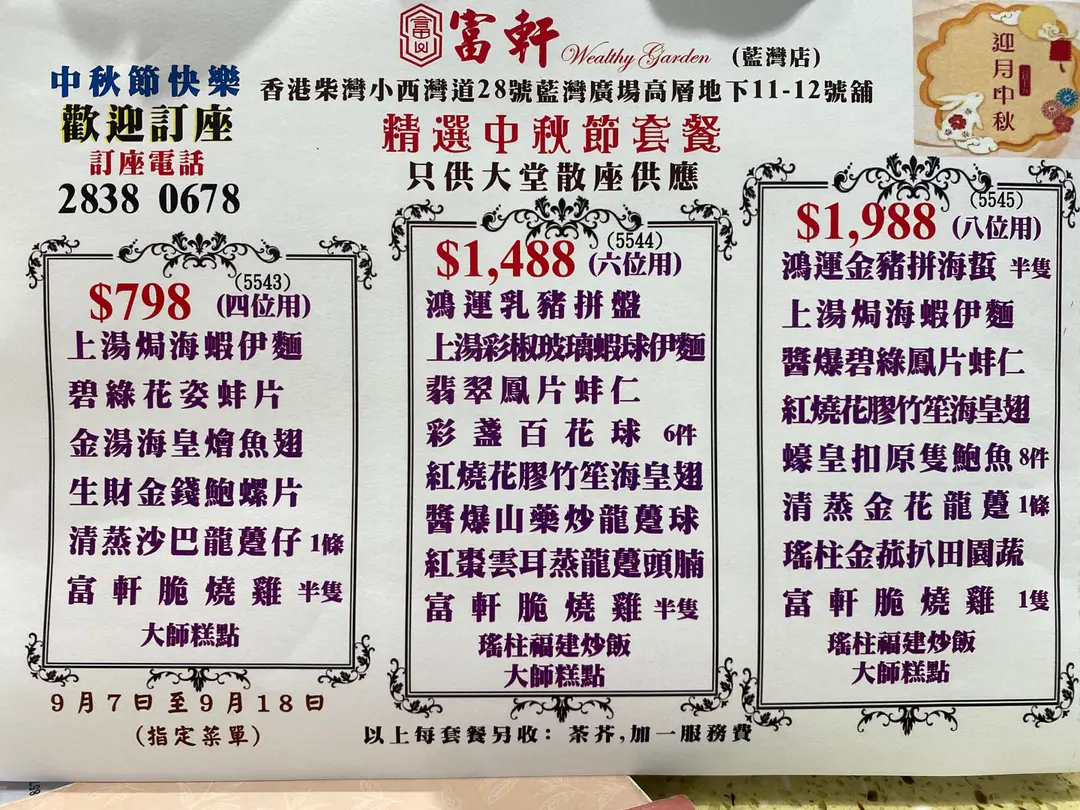 富軒 Wealthy Garden (藍灣店)
香港柴灣小西灣道28號藍灣廣場高層地下11-12號舖
中秋節快樂
歡迎訂座
訂座電話
2838 0678
精選中秋節套餐
只供大堂散座供應
迎月中秋
(5543)
$798 (四位用)
上湯焗海蝦伊麵
碧綠花姿蚌片
金湯海皇燴魚翅
生財金錢鮑螺片
清蒸沙巴龍躉仔 1條
富軒脆燒雞 半隻
大師糕點
(5544)
$1,488 (六位用)
鴻運乳豬拼盤
上湯彩椒玻璃蝦球伊麵
翡翠鳳片蚌仁
彩盞百花球 6件
紅燒花膠竹笙海皇翅
醬爆山藥炒龍躉球
紅棗雲耳蒸龍躉頭腩
富軒脆燒雞 半隻
瑤柱福建炒飯
大師糕點
(5545)
$1,988 (八位用)
鴻運金豬拼海蜇 半隻
上湯焗海蝦伊麵
醬爆碧綠鳳片蚌仁
紅燒花膠竹笙海皇翅
蠔皇扣原隻鮑魚 8件
清蒸金花龍躉 1條
瑤柱金菰扒田園蔬
富軒脆燒雞 1隻
瑤柱福建炒飯
大師糕點
9月7日至9月18日
(指定菜單)
以上每套餐另收：茶芥,加一服務費